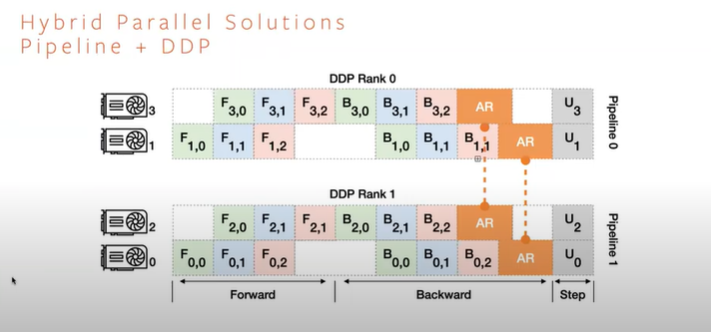 Hybrid Parallel Solutions
Pipeline + DDP
DDP Rank 0
3 F3,0 F3,1 F3,2 B3,0 B3,1 B3,2 AR U3
1 F1,0 F1,1 F1,2 B1,0 B1,1 B1,1 AR U1
Pipeline 0
DDP Rank 1
2 F2,0 F2,1 F2,1 B2,0 B2,1 B2,2 AR U2
0 F0,0 F0,1 F0,2 B0,0 B0,1 B0,2 AR U0
Pipeline 1
Forward Backward Step